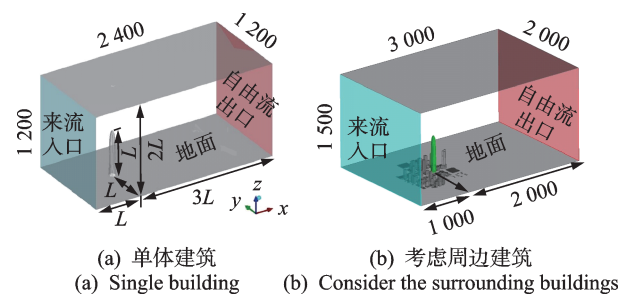 2 400
1 200
1 200
来流
入口
自由流
出口
地面
L
2L
L
L
3L
z
y
x
(a) 单体建筑
(a) Single building
3 000
2 000
1 500
来流
入口
自由流
出口
地面
1 000
2 000
(b) 考虑周边建筑
(b) Consider the surrounding buildings